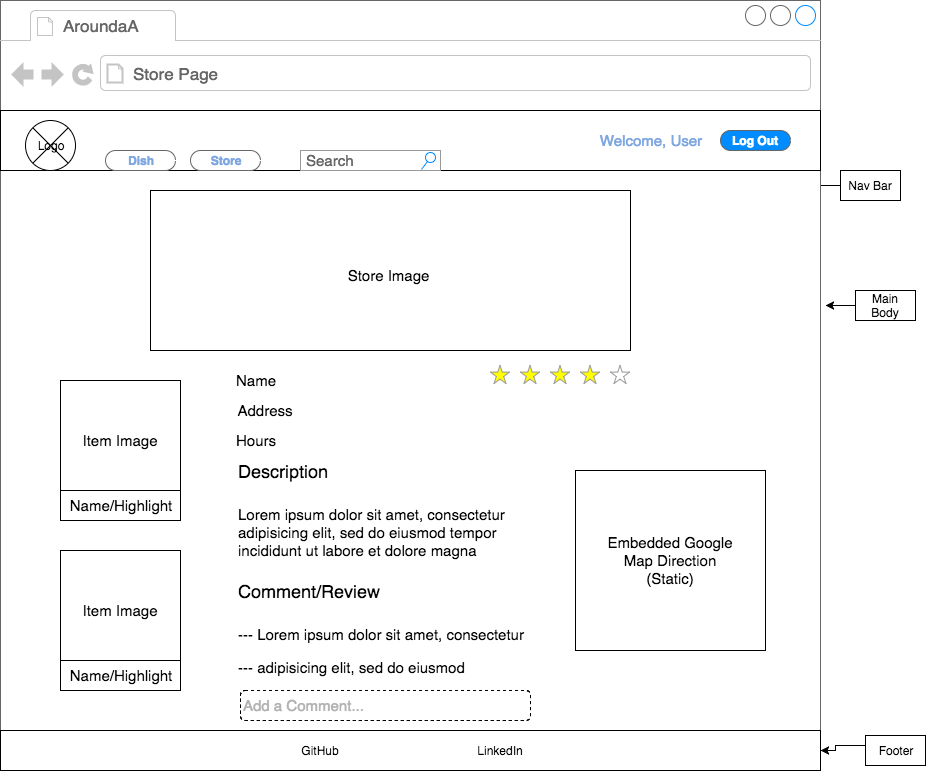 AroundaA
Store Page
Logo
Dish
Store
Search
Welcome, User
Log Out
Nav Bar
Store Image
Main
Body
Name
Address
Hours
Item Image
Name/Highlight
Description
Lorem ipsum dolor sit amet, consectetur
adipisicing elit, sed do eiusmod tempor
incididunt ut labore et dolore magna
Embedded Google
Map Direction
(Static)
Item Image
Name/Highlight
Comment/Review
--- Lorem ipsum dolor sit amet, consectetur
--- adipisicing elit, sed do eiusmod
Add a Comment...
GitHub
LinkedIn
Footer